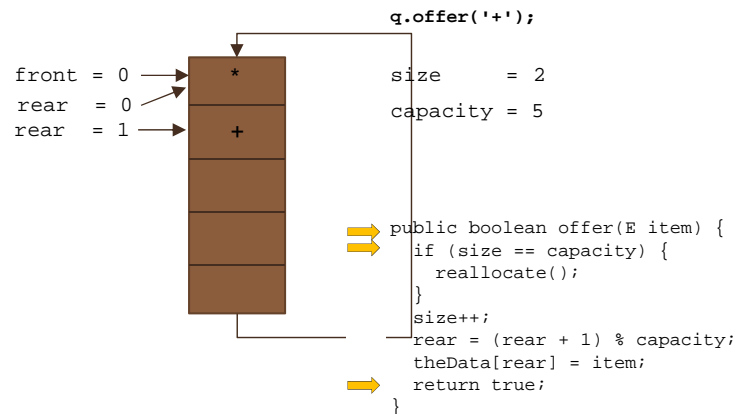 q.offer('+');
front = 0
*
size = 2
rear = 0
capacity = 5
rear = 1
+
public boolean offer(E item) {
if (size == capacity) {
reallocate();
}
size++;
rear = (rear + 1) % capacity;
theData[rear] = item;
return true;
}